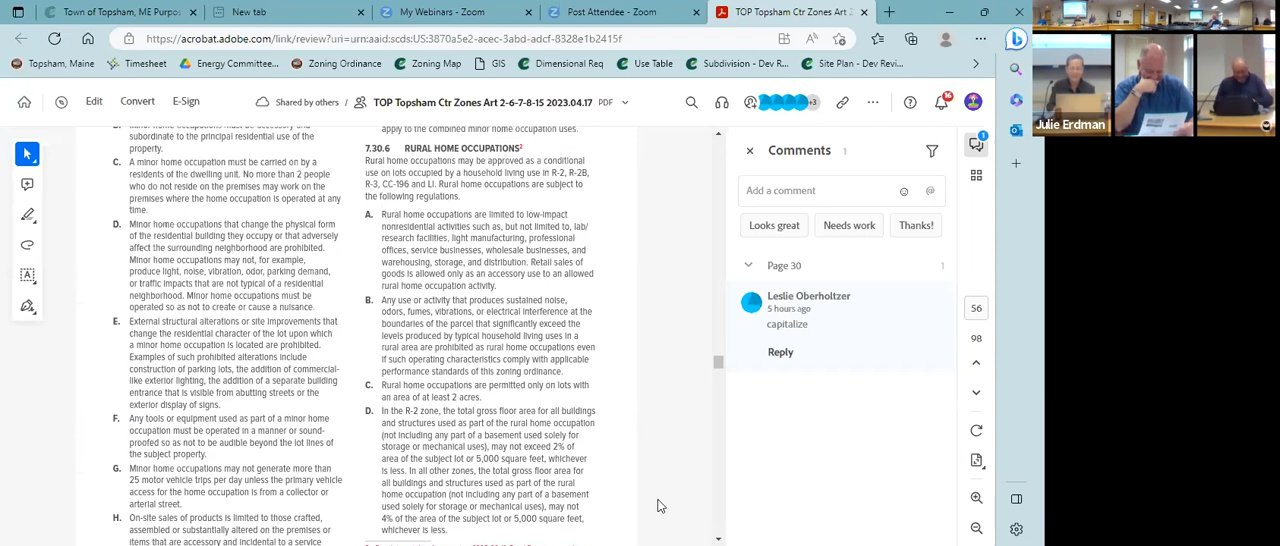 Town of Topsham, ME Purpo
New tab
My Webinars - Zoom
Post Attendee - Zoom
TOP Topsham Ctr Zones Art 2
https://acrobat.adobe.com/link/review?uri=urn:aaid:scds:US:3870a5e2-acec-3abd-adcf-8328e1b2415f
Topsham, Maine
Timesheet
Energy Committee...
Zoning Ordinance
Zoning Map
GIS
Dimensional Req
Use Table
Subdivision - Dev R...
Site Plan - Dev Revi...
Edit
Convert
E-Sign
Shared by others /
TOP Topsham Ctr Zones Art 2-6-7-8-15 2023.04.17
PDF
+3
16
Minor home occupations must be accessory and
subordinate to the principal residential use of the
property.
C. A minor home occupation must be carried on by a
residents of the dwelling unit. No more than 2 people
who do not reside on the premises may work on the
premises where the home occupation is operated at any
time.
D. Minor home occupations that change the physical form
of the residential building they occupy or that adversely
affect the surrounding neighborhood are prohibited.
Minor home occupations may not, for example,
produce light, noise, vibration, odor, parking demand,
or traffic impacts that are not typical of a residential
neighborhood. Minor home occupations must be
operated so as not to create or cause a nuisance.
E. External structural alterations or site improvements that
change the residential character of the lot upon which
a minor home occupation is located are prohibited.
Examples of such prohibited alterations include
construction of parking lots, the addition of commercial-
like exterior lighting, the addition of a separate building
entrance that is visible from abutting streets or the
exterior display of signs.
F. Any tools or equipment used as part of a minor home
occupation must be operated in a manner or sound-
proofed so as not to be audible beyond the lot lines of
the subject property.
G. Minor home occupations may not generate more than
25 motor vehicle trips per day unless the primary vehicle
access for the home occupation is from a collector or
arterial street.
H. On-site sales of products is limited to those crafted,
assembled or substantially altered on the premises or
items that are accessory and incidental to a service
apply to the combined minor home occupation uses.
7.30.6 RURAL HOME OCCUPATIONS2
Rural home occupations may be approved as a conditional
use on lots occupied by a household living use in R-2, R-2B,
R-3, CC-196 and LI. Rural home occupations are subject to
the following regulations.
A. Rural home occupations are limited to low-impact
nonresidential activities such as, but not limited to, lab/
research facilities, light manufacturing, professional
offices, service businesses, wholesale businesses, and
warehousing, storage, and distribution. Retail sales of
goods is allowed only as an accessory use to an allowed
rural home occupation activity.
B. Any use or activity that produces sustained noise,
odors, fumes, vibrations, or electrical interference at the
boundaries of the parcel that significantly exceed the
levels produced by typical household living uses in a
rural area are prohibited as rural home occupations even
if such operating characteristics comply with applicable
performance standards of this zoning ordinance.
C. Rural home occupations are permitted only on lots with
an area of at least 2 acres.
D. In the R-2 zone, the total gross floor area for all buildings
and structures used as part of the rural home occupation
(not including any part of a basement used solely for
storage or mechanical uses), may not exceed 2% of
area of the subject lot or 5,000 square feet, whichever
is less. In all other zones, the total gross floor area for
all buildings and structures used as part of the rural
home occupation (not including any part of a basement
used solely for storage or mechanical uses), may not
4% of the area of the subject lot or 5,000 square feet,
whichever is less.
Comments 1
Add a comment
Looks great
Needs work
Thanks!
Page 30
1
Leslie Oberholtzer
5 hours ago
capitalize
Reply
1
56
98
Julie Erdman